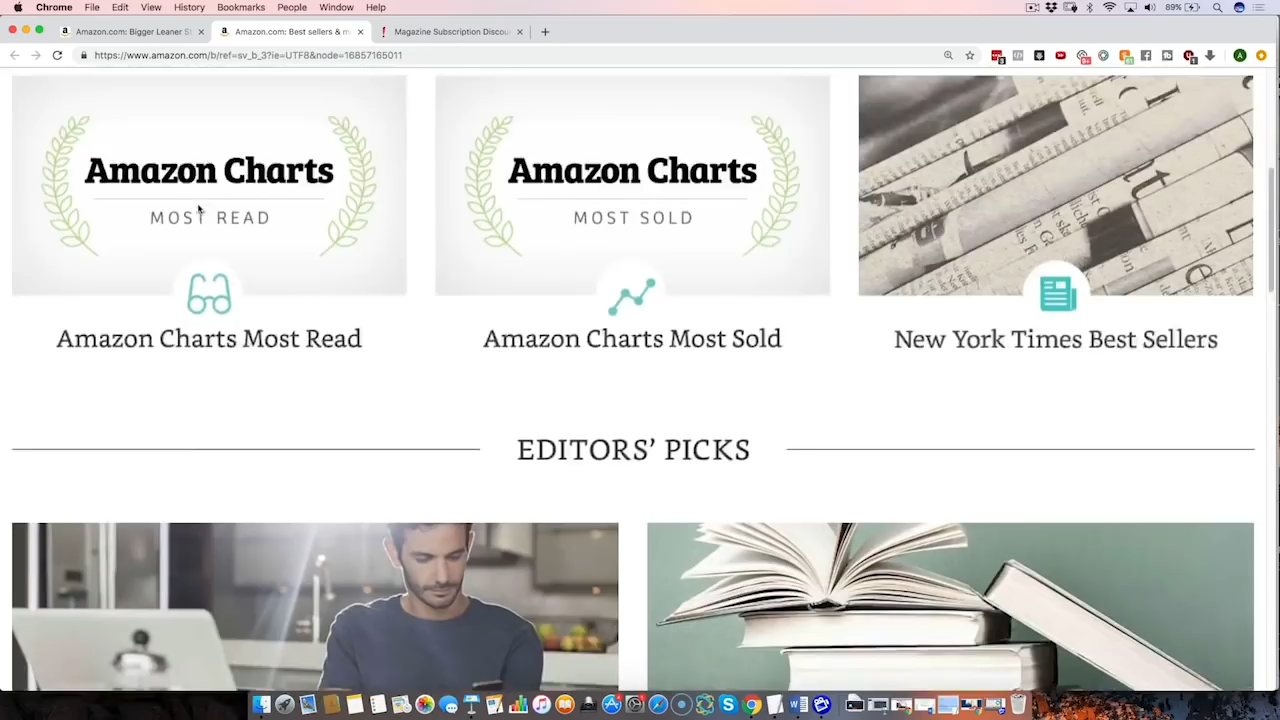 Chrome File Edit View History Bookmarks People Window Help 89%
Amazon.com: Bigger Leaner St
Amazon.com: Best sellers & m
Magazine Subscription Discou
https://www.amazon.com/b/ref=sv_b_3?ie=UTF8&node=16857165011
Amazon Charts
MOST READ
Amazon Charts Most Read
Amazon Charts
MOST SOLD
Amazon Charts Most Sold
New York Times Best Sellers
EDITORS’ PICKS